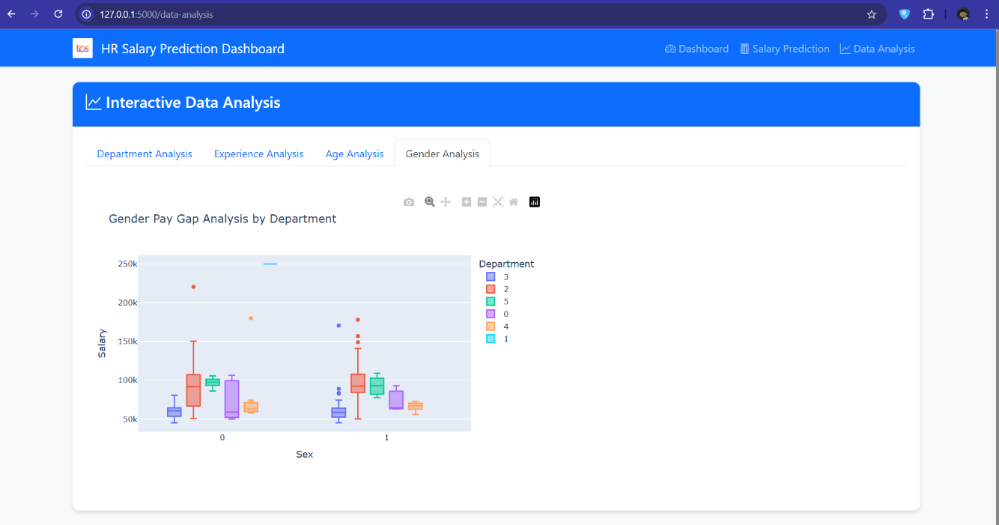 127.0.0.1:5000/data-analysis
tcs HR Salary Prediction Dashboard Dashboard Salary Prediction Data Analysis
Interactive Data Analysis
Department Analysis Experience Analysis Age Analysis Gender Analysis
Gender Pay Gap Analysis by Department
250k
200k
150k
100k
50k
Salary
0 1
Sex
Department
3
2
5
0
4
1